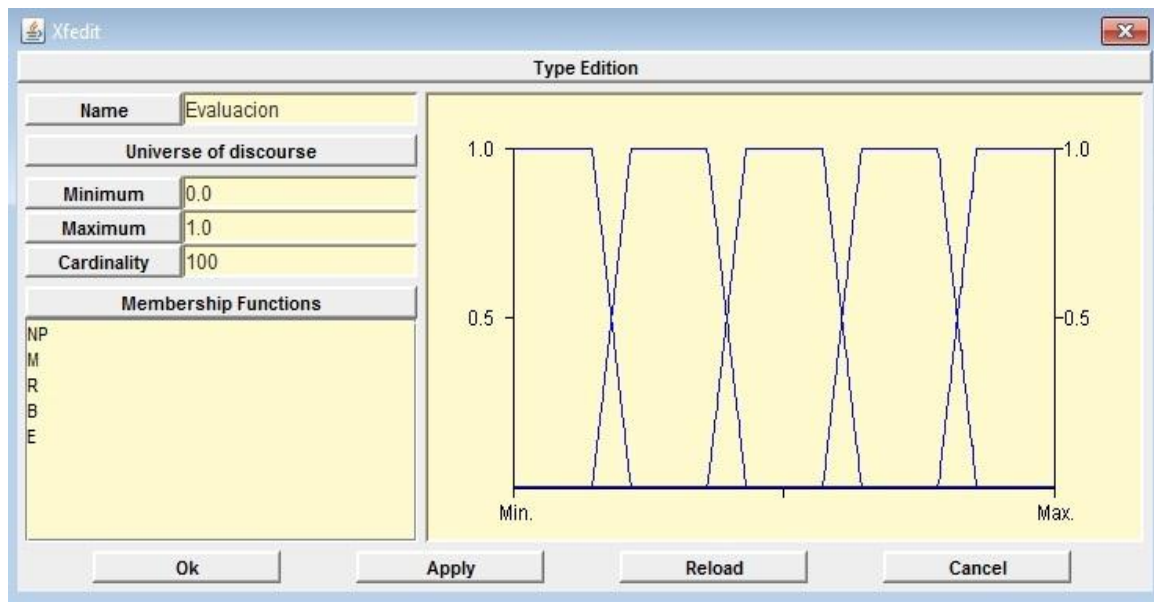 Xfedit
Type Edition
Name Evaluacion
Universe of discourse
Minimum 0.0
Maximum 1.0
Cardinality 100
Membership Functions
NP
M
R
B
E
1.0 1.0
0.5 0.5
Min. Max.
Ok Apply Reload Cancel